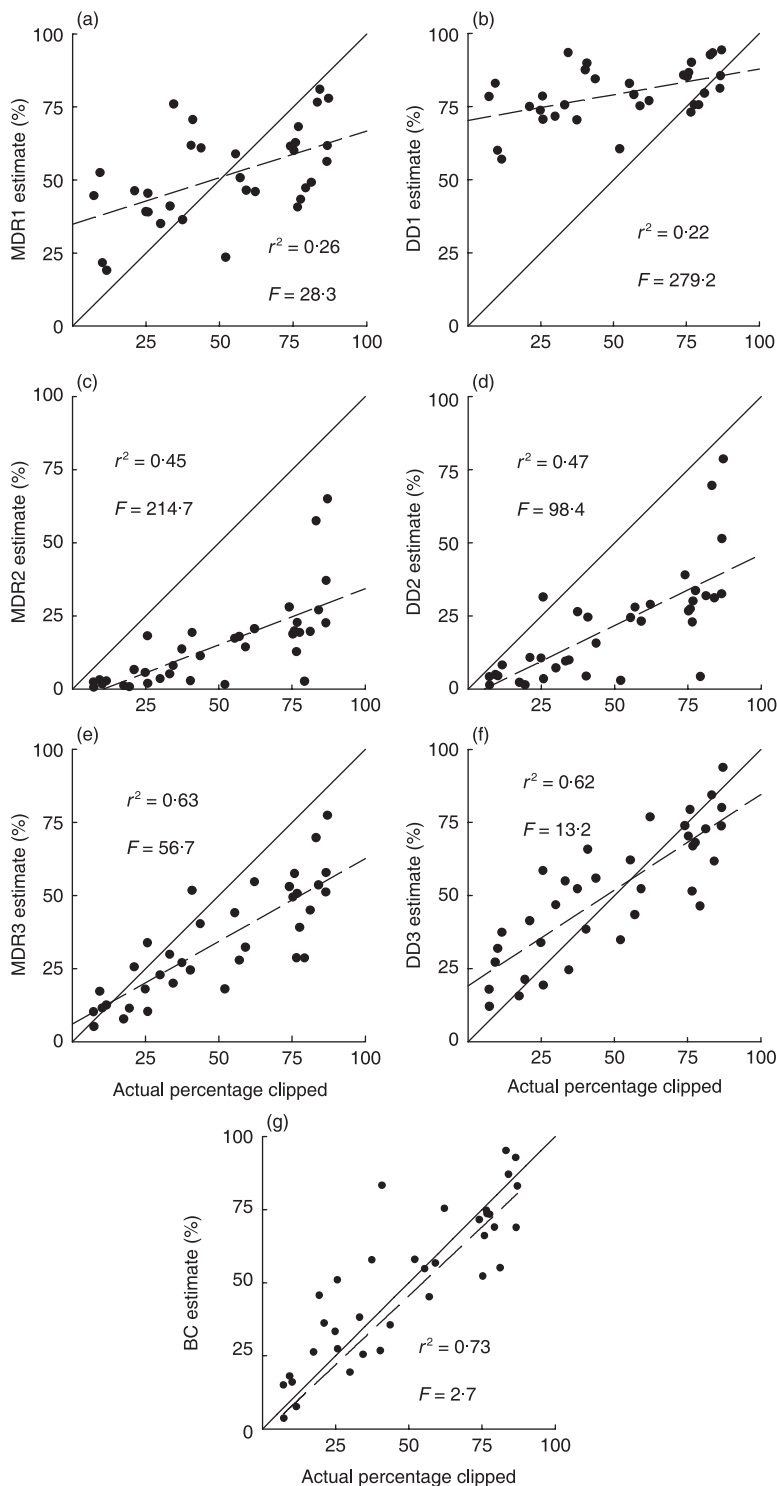 (a)
100
75
50
25
0
MDR1 estimate (%)
r² = 0·26
F = 28·3
25 50 75 100
(b)
100
75
50
25
0
DD1 estimate (%)
r² = 0·22
F = 279·2
25 50 75 100
(c)
100
75
50
25
0
MDR2 estimate (%)
r² = 0·45
F = 214·7
25 50 75 100
(d)
100
75
50
25
0
DD2 estimate (%)
r² = 0·47
F = 98·4
25 50 75 100
(e)
100
75
50
25
0
MDR3 estimate (%)
r² = 0·63
F = 56·7
25 50 75 100
Actual percentage clipped
(f)
100
75
50
25
0
DD3 estimate (%)
r² = 0·62
F = 13·2
25 50 75 100
Actual percentage clipped
(g)
100
75
50
25
0
BC estimate (%)
r² = 0·73
F = 2·7
25 50 75 100
Actual percentage clipped